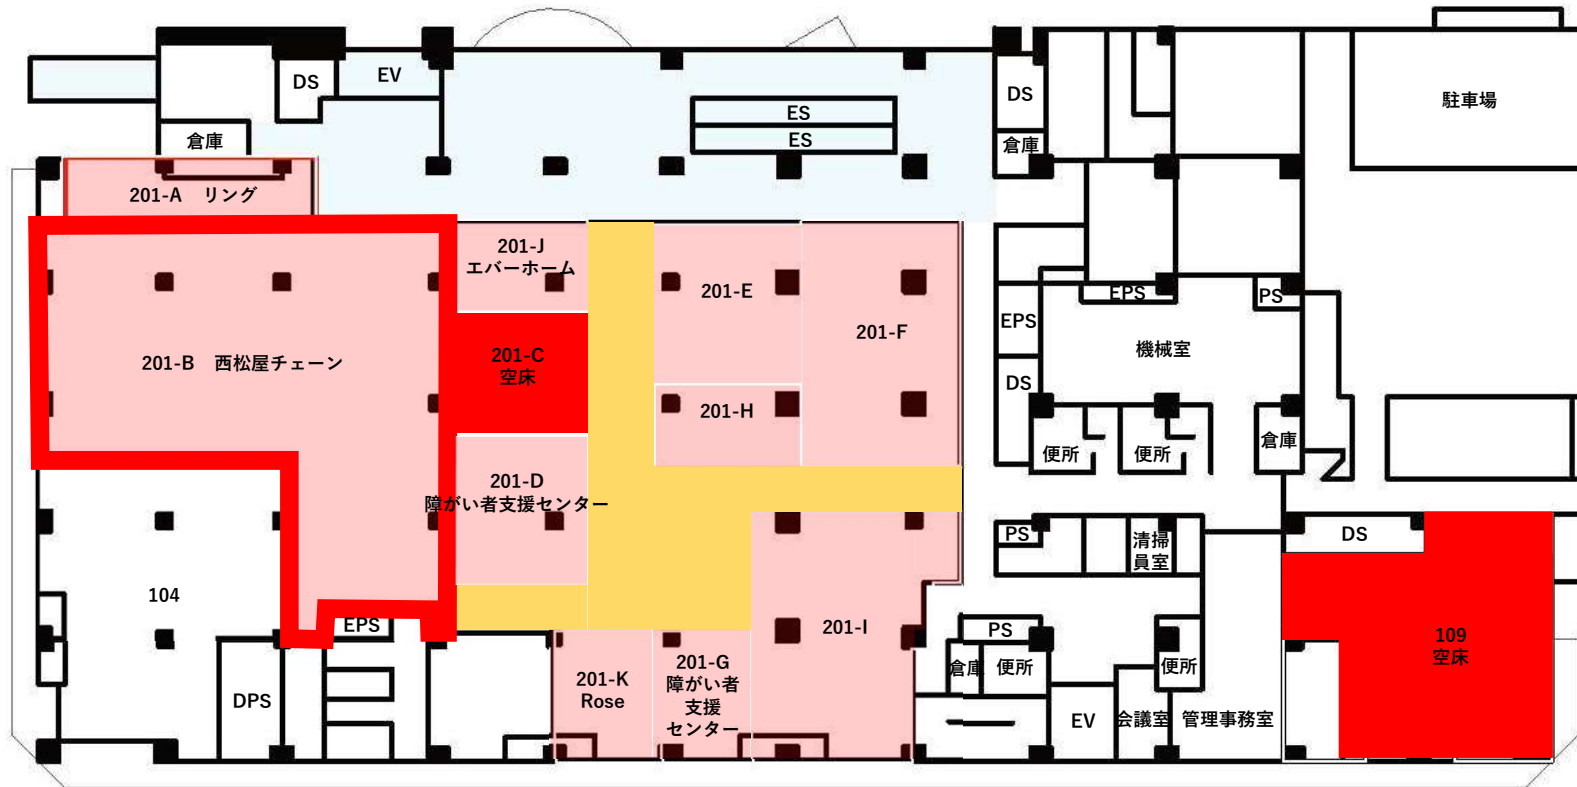 DS
EV
ES
ES
DS
駐車場
倉庫
倉庫
201-A　リング
201-J
エバーホーム
201-E
EPS
PS
201-F
EPS
機械室
201-B　西松屋チェーン
201-C
空床
DS
201-H
倉庫
便所
便所
201-D
障がい者支援センター
PS
清掃
員室
DS
104
EPS
201-I
PS
109
空床
201-G
障がい者
支援
センター
倉庫
便所
便所
201-K
Rose
DPS
EV
会議室
管理事務室